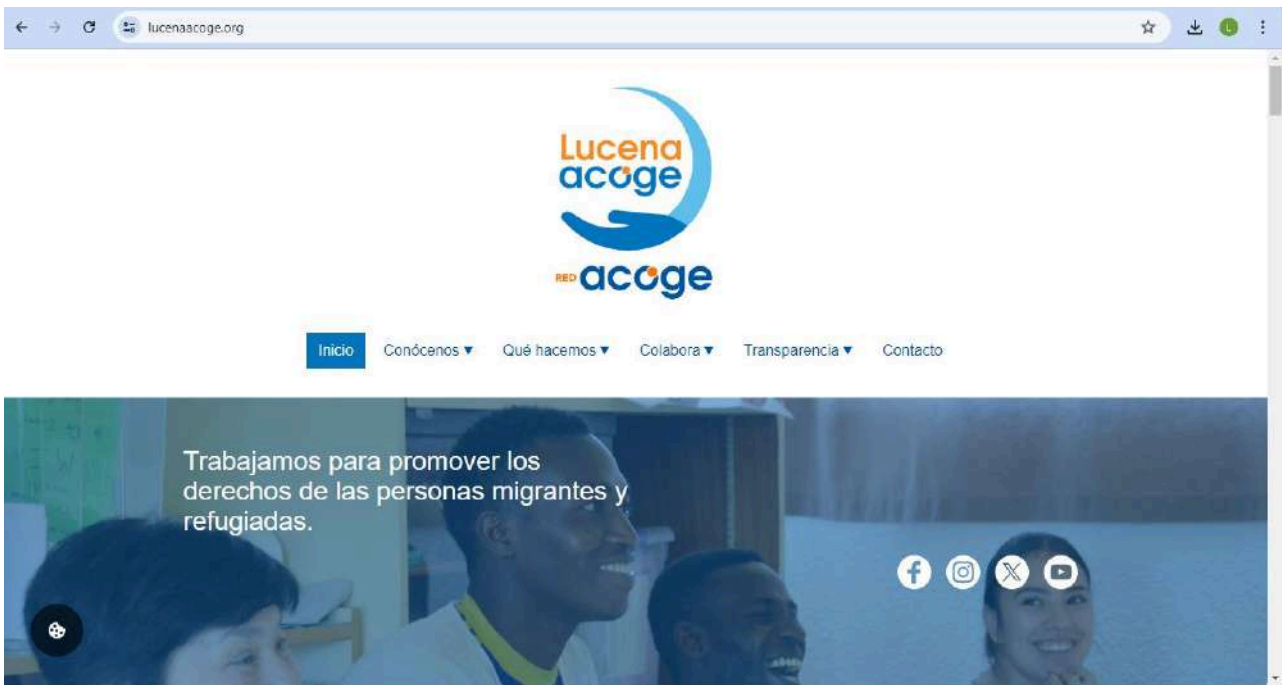 lucenaacoge.org
L
Lucena
acoge
RED acoge
Inicio Conócenos ▼ Qué hacemos ▼ Colabora ▼ Transparencia ▼ Contacto
Trabajamos para promover los
derechos de las personas migrantes y
refugiadas.